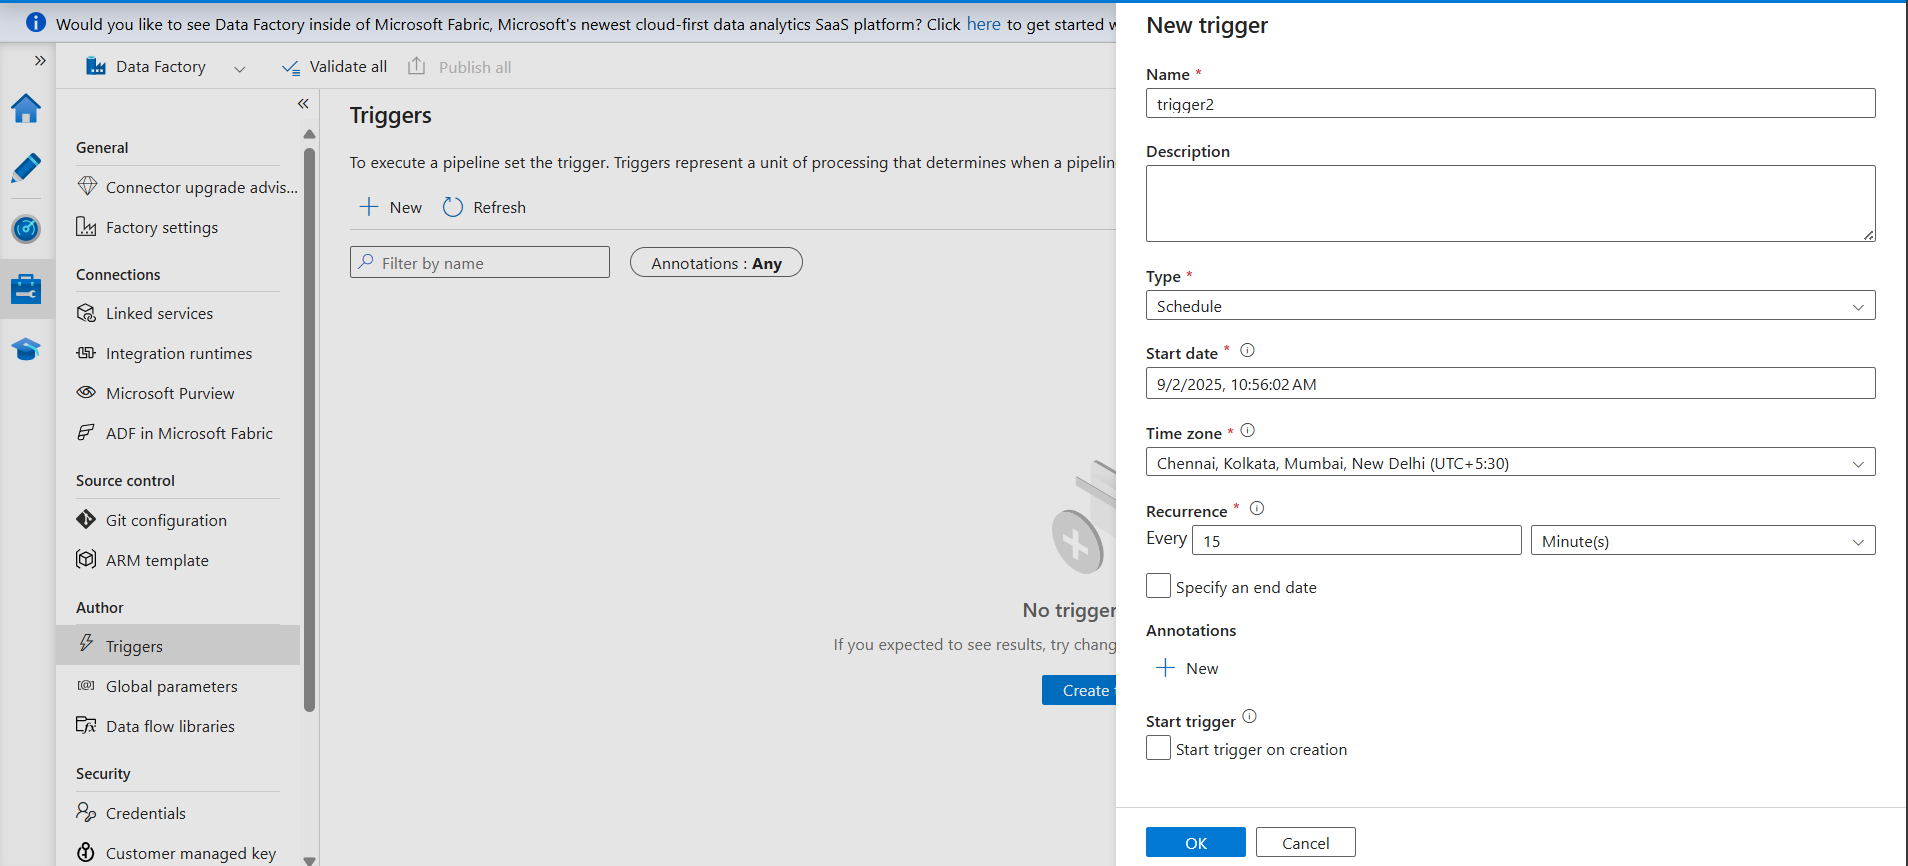 Would you like to see Data Factory inside of Microsoft Fabric, Microsoft's newest cloud-first data analytics SaaS platform? Click here to get started
Data Factory
Validate all
Publish all
General
Connector upgrade advis...
Factory settings
Connections
Linked services
Integration runtimes
Microsoft Purview
ADF in Microsoft Fabric
Source control
Git configuration
ARM template
Author
Triggers
Global parameters
Data flow libraries
Security
Credentials
Customer managed key
Triggers
To execute a pipeline set the trigger. Triggers represent a unit of processing that determines when a pipelin
New
Refresh
Filter by name
Annotations : Any
No trigger
If you expected to see results, try chang
Create
New trigger
Name *
trigger2
Description
Type *
Schedule
Start date *
9/2/2025, 10:56:02 AM
Time zone *
Chennai, Kolkata, Mumbai, New Delhi (UTC+5:30)
Recurrence *
Every 15 Minute(s)
Specify an end date
Annotations
New
Start trigger
Start trigger on creation
OK
Cancel